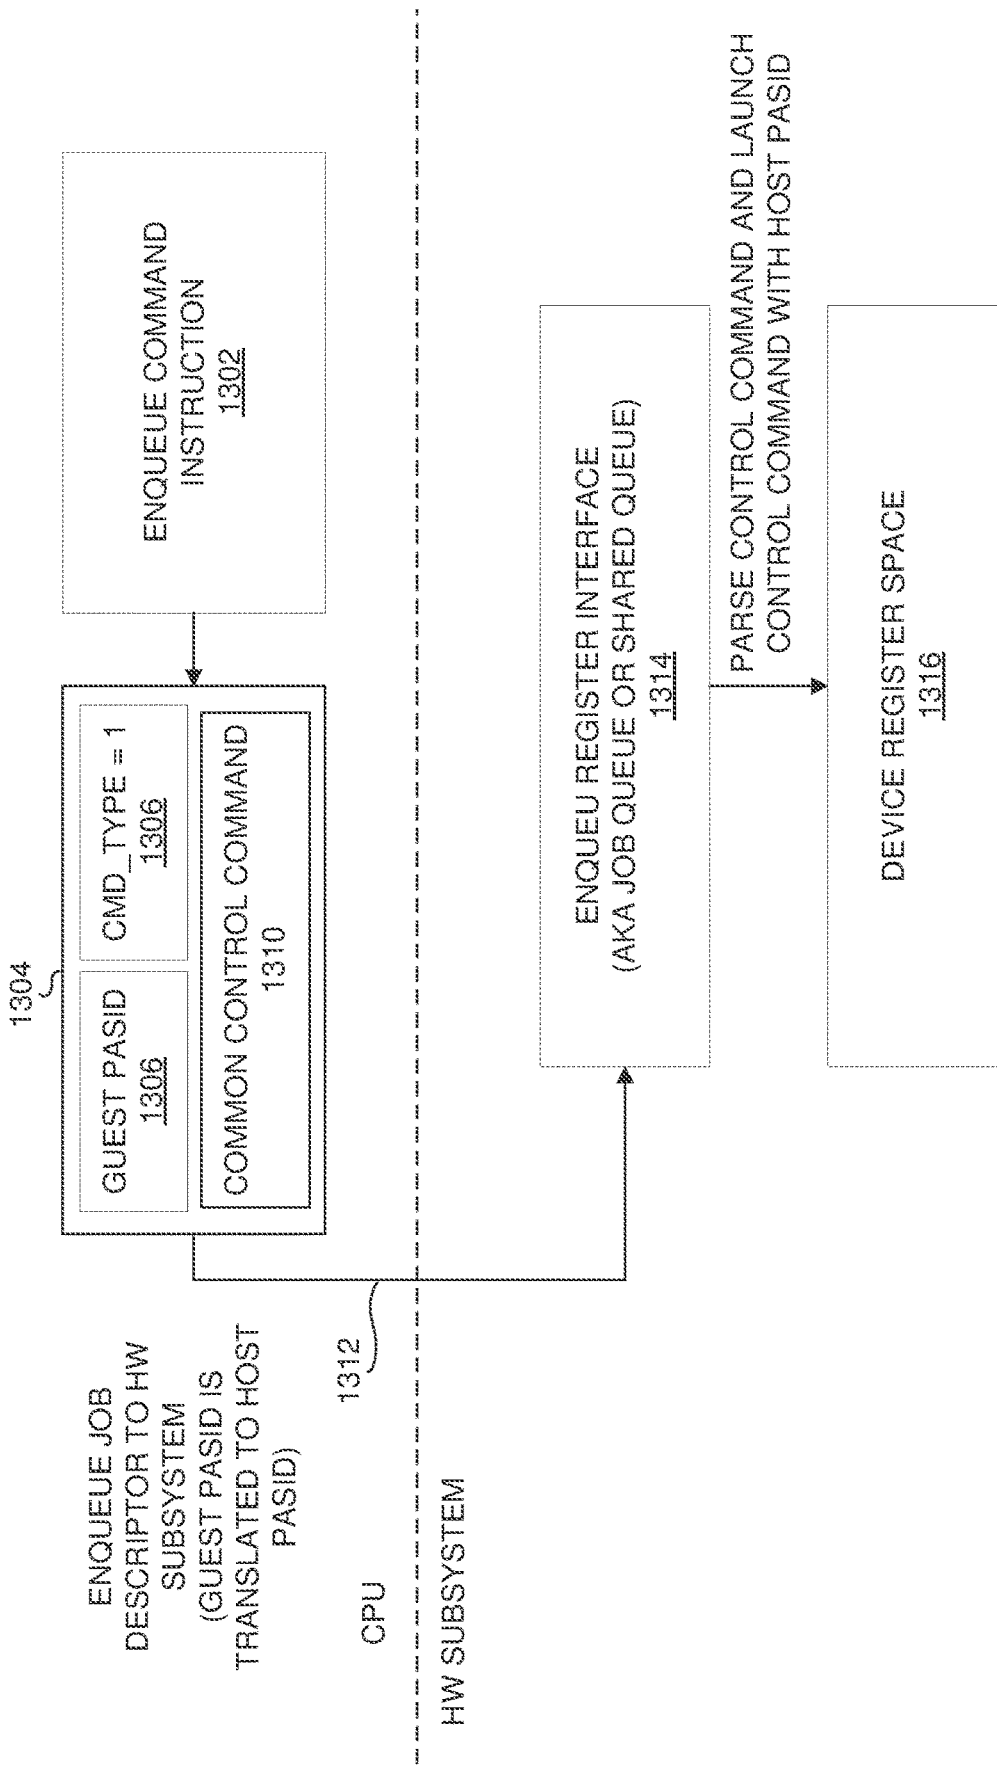 ENQUEUE JOB
DESCRIPTOR TO HW
SUBSYSTEM
(GUEST PASID IS
TRANSLATED TO HOST
PASID)
1304
GUEST PASID
1306
CMD_TYPE = 1
1306
COMMON CONTROL COMMAND
1310
ENQUEUE COMMAND
INSTRUCTION
1302
1312
CPU
HW SUBSYSTEM
ENQUEU REGISTER INTERFACE
(AKA JOB QUEUE OR SHARED QUEUE)
1314
PARSE CONTROL COMMAND AND LAUNCH
CONTROL COMMAND WITH HOST PASID
DEVICE REGISTER SPACE
1316